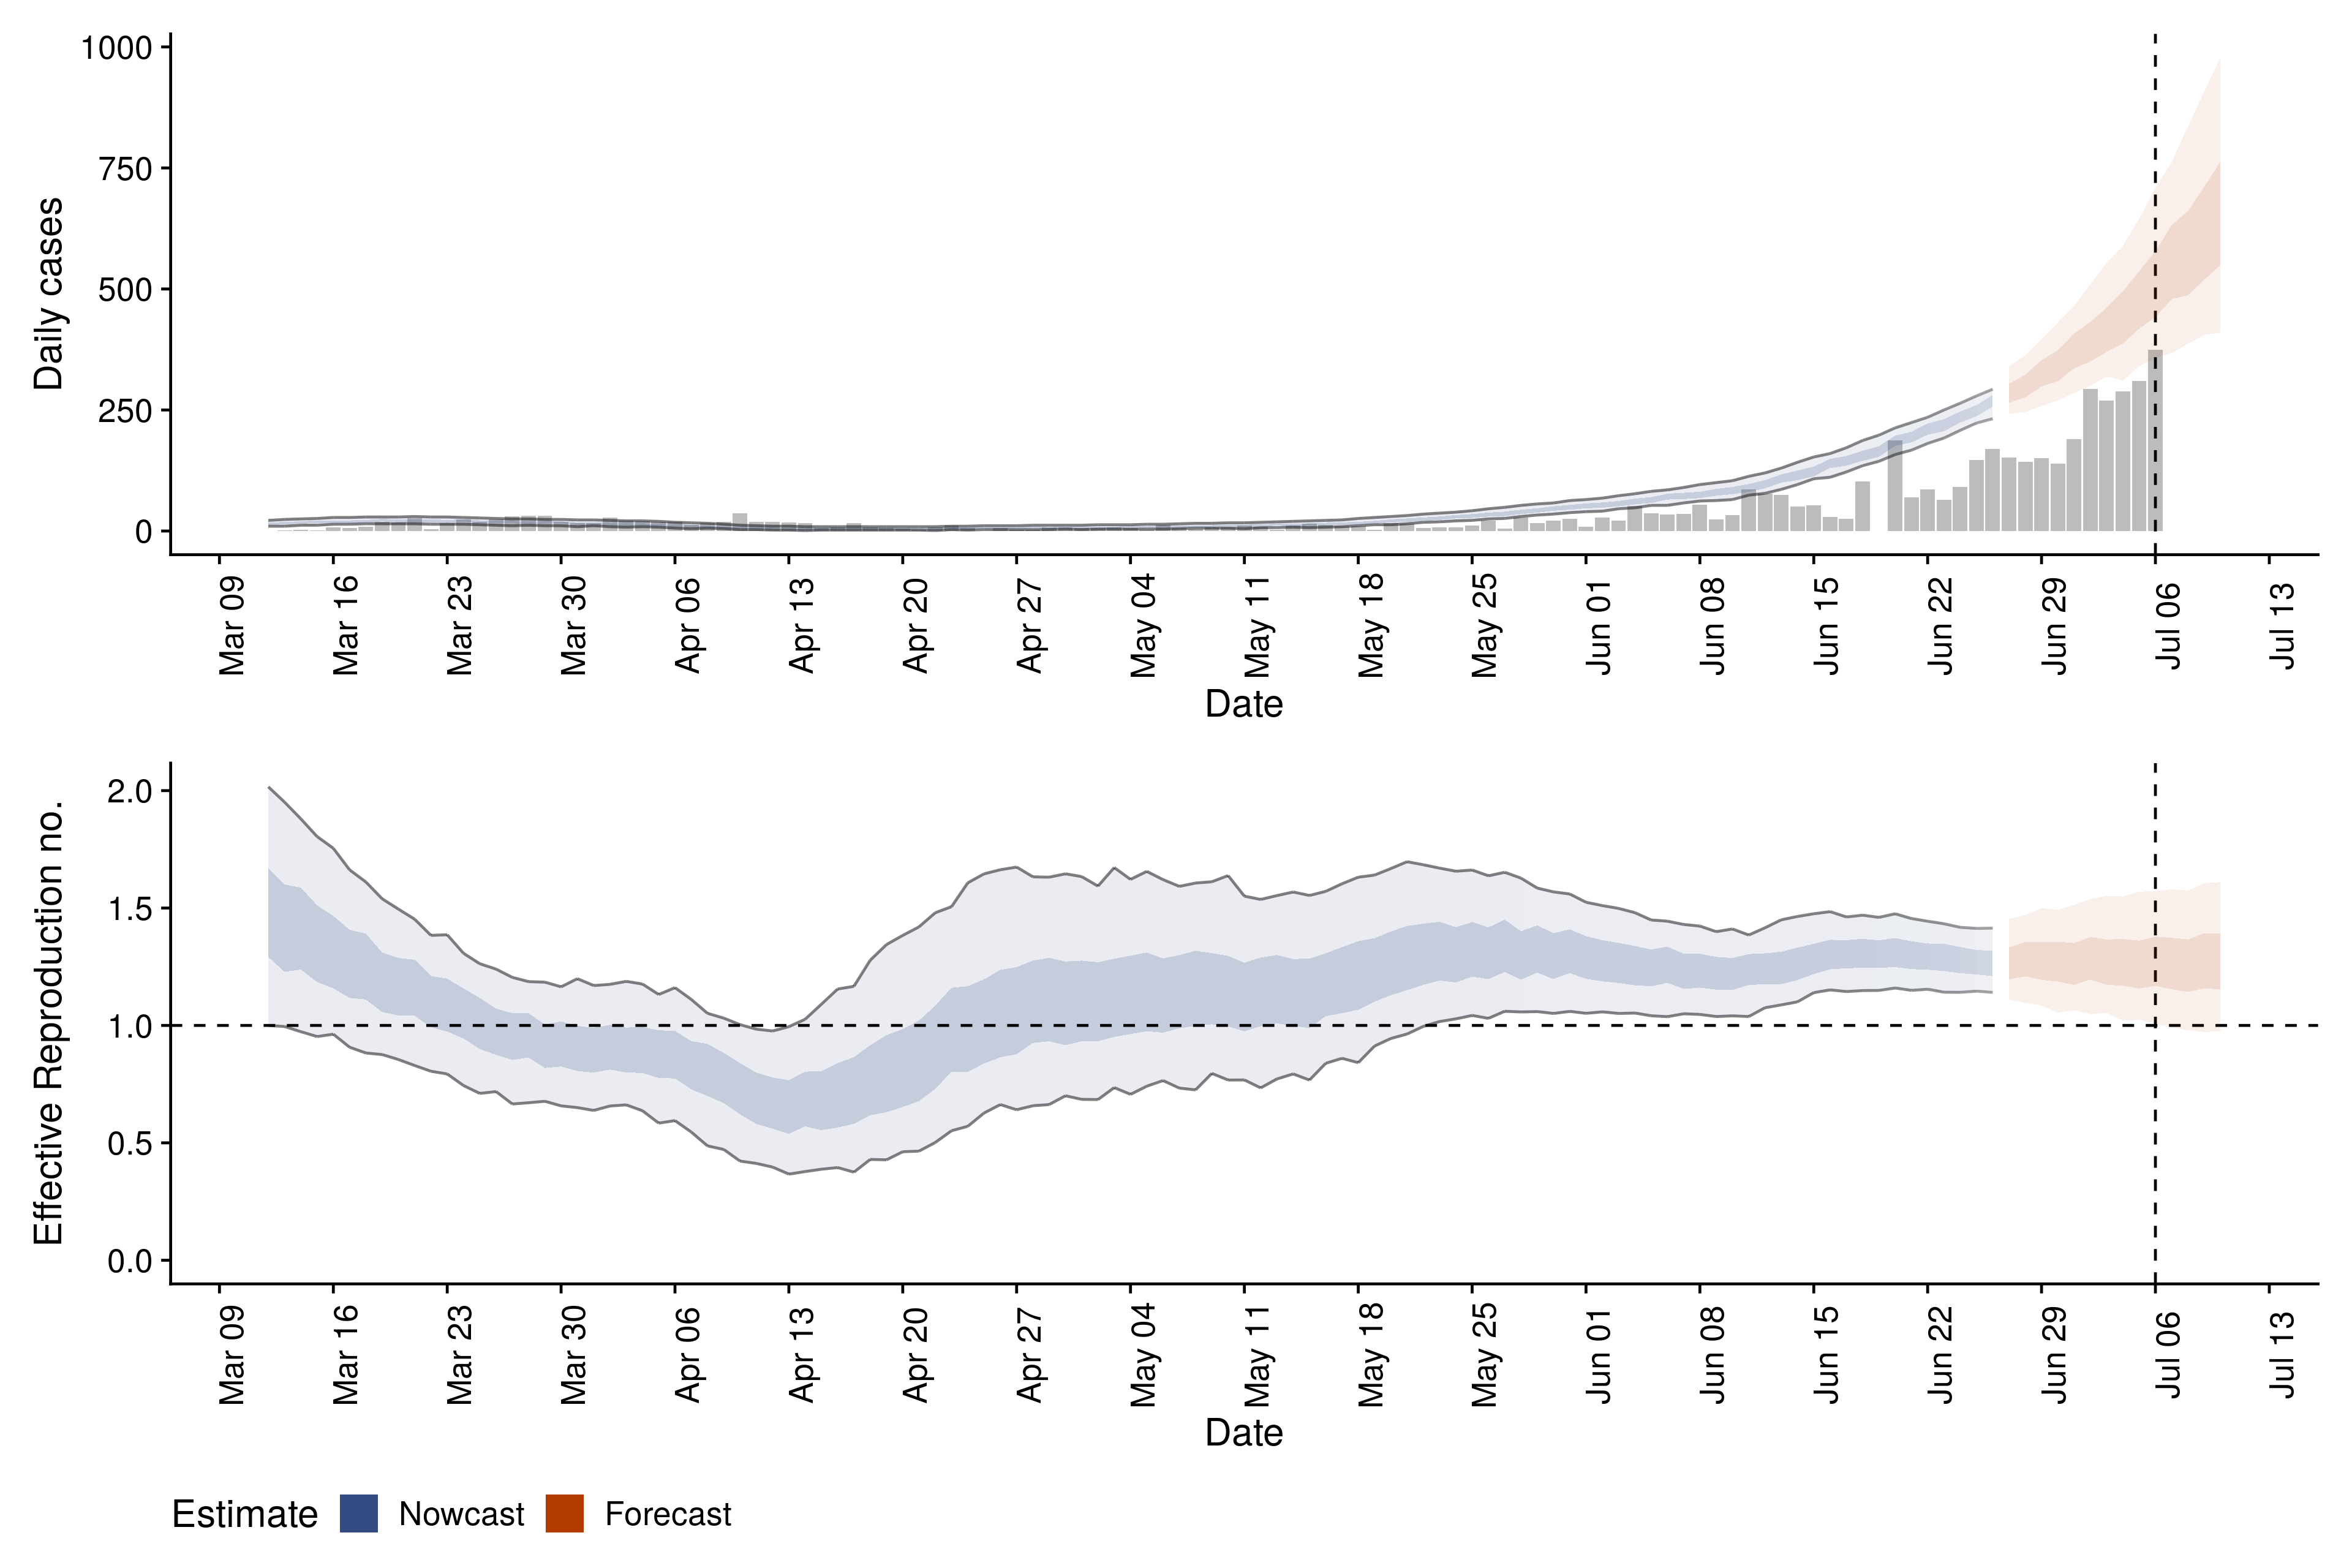 Daily cases
1000
750
500
250
0
Mar 09 Mar 16 Mar 23 Mar 30 Apr 06 Apr 13 Apr 20 Apr 27 May 04 May 11 May 18 May 25 Jun 01 Jun 08 Jun 15 Jun 22 Jun 29 Jul 06 Jul 13
Date
Effective Reproduction no.
2.0
1.5
1.0
0.5
0.0
Mar 09 Mar 16 Mar 23 Mar 30 Apr 06 Apr 13 Apr 20 Apr 27 May 04 May 11 May 18 May 25 Jun 01 Jun 08 Jun 15 Jun 22 Jun 29 Jul 06 Jul 13
Date
Estimate Nowcast Forecast